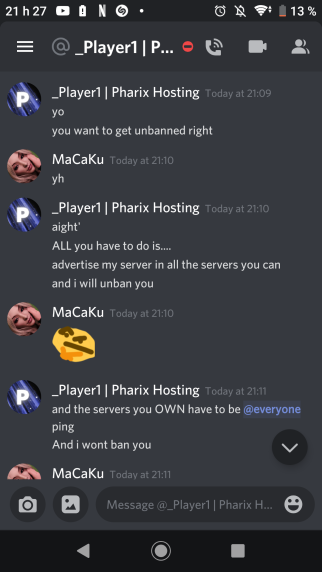 21 h 27
13 %
@ _Player1 | P...
_Player1 | Pharix Hosting Today at 21:09
yo
you want to get unbanned right
MaCaKu Today at 21:10
yh
_Player1 | Pharix Hosting Today at 21:10
aight'
ALL you have to do is....
advertise my server in all the servers you can
and i will unban you
MaCaKu Today at 21:10
_Player1 | Pharix Hosting Today at 21:11
and the servers you OWN have to be @everyone
ping
And i wont ban you
MaCaKu Today at 21:11
Message @_Player1 | Pharix H...